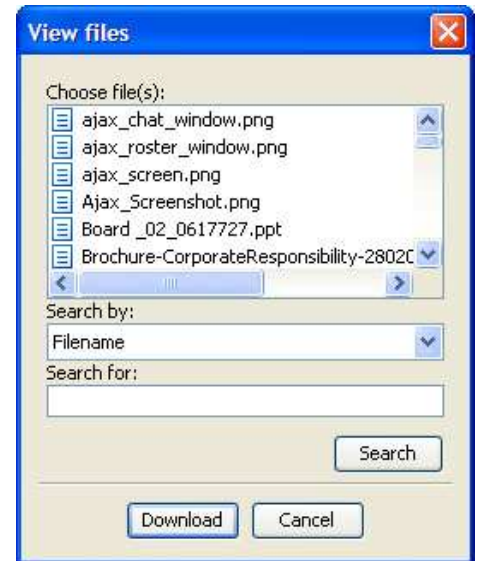 View files
Choose file(s):
ajax_chat_window.png
ajax_roster_window.png
ajax_screen.png
Ajax_Screenshot.png
Board _02_0617727.ppt
Brochure-CorporateResponsibility-2802C
Search by:
Filename
Search for:
Search
Download Cancel